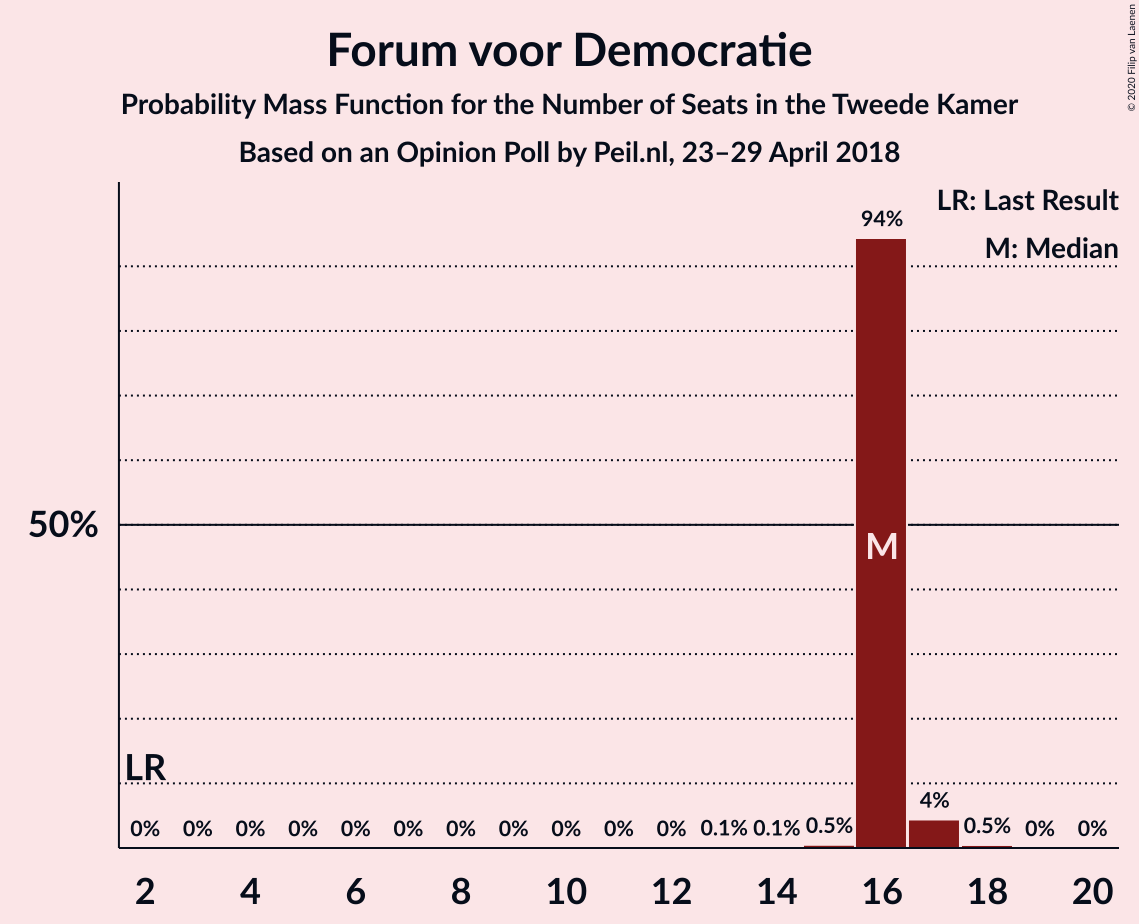 Forum voor Democratie
Probability Mass Function for the Number of Seats in the Tweede Kamer
Based on an Opinion Poll by Peil.nl, 23–29 April 2018
© 2020 Filip van Laenen
LR: Last Result
M: Median
94%
50%
M
LR
0% 0% 0% 0% 0% 0% 0% 0% 0% 0% 0% 0.1% 0.1% 0.5% 4% 0.5% 0% 0%
2 4 6 8 10 12 14 16 18 20